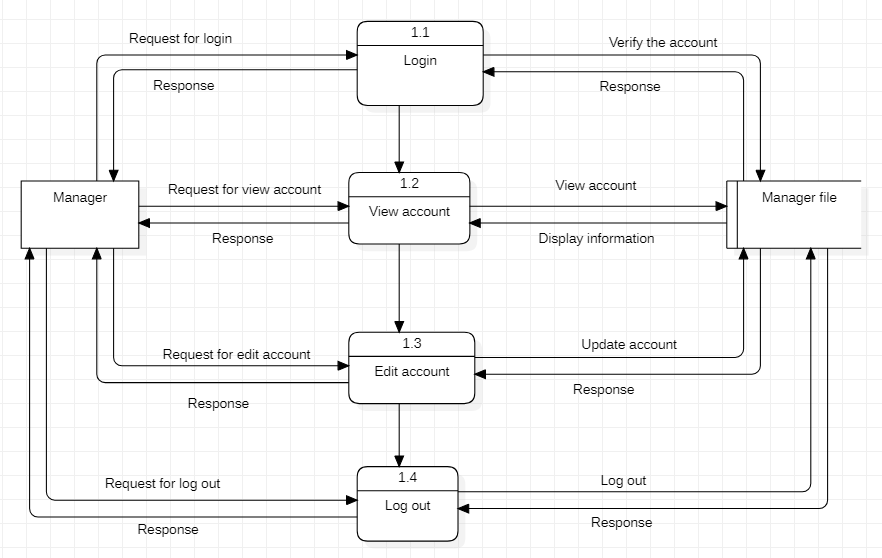 1.1
Request for login
Verify the account
Login
Response
Response
1.2
Request for view account
View account
Manager
Manager file
View account
Response
Display information
1.3
Request for edit account
Update account
Edit account
Response
Response
1.4
Request for log out
Log out
Log out
Response
Response